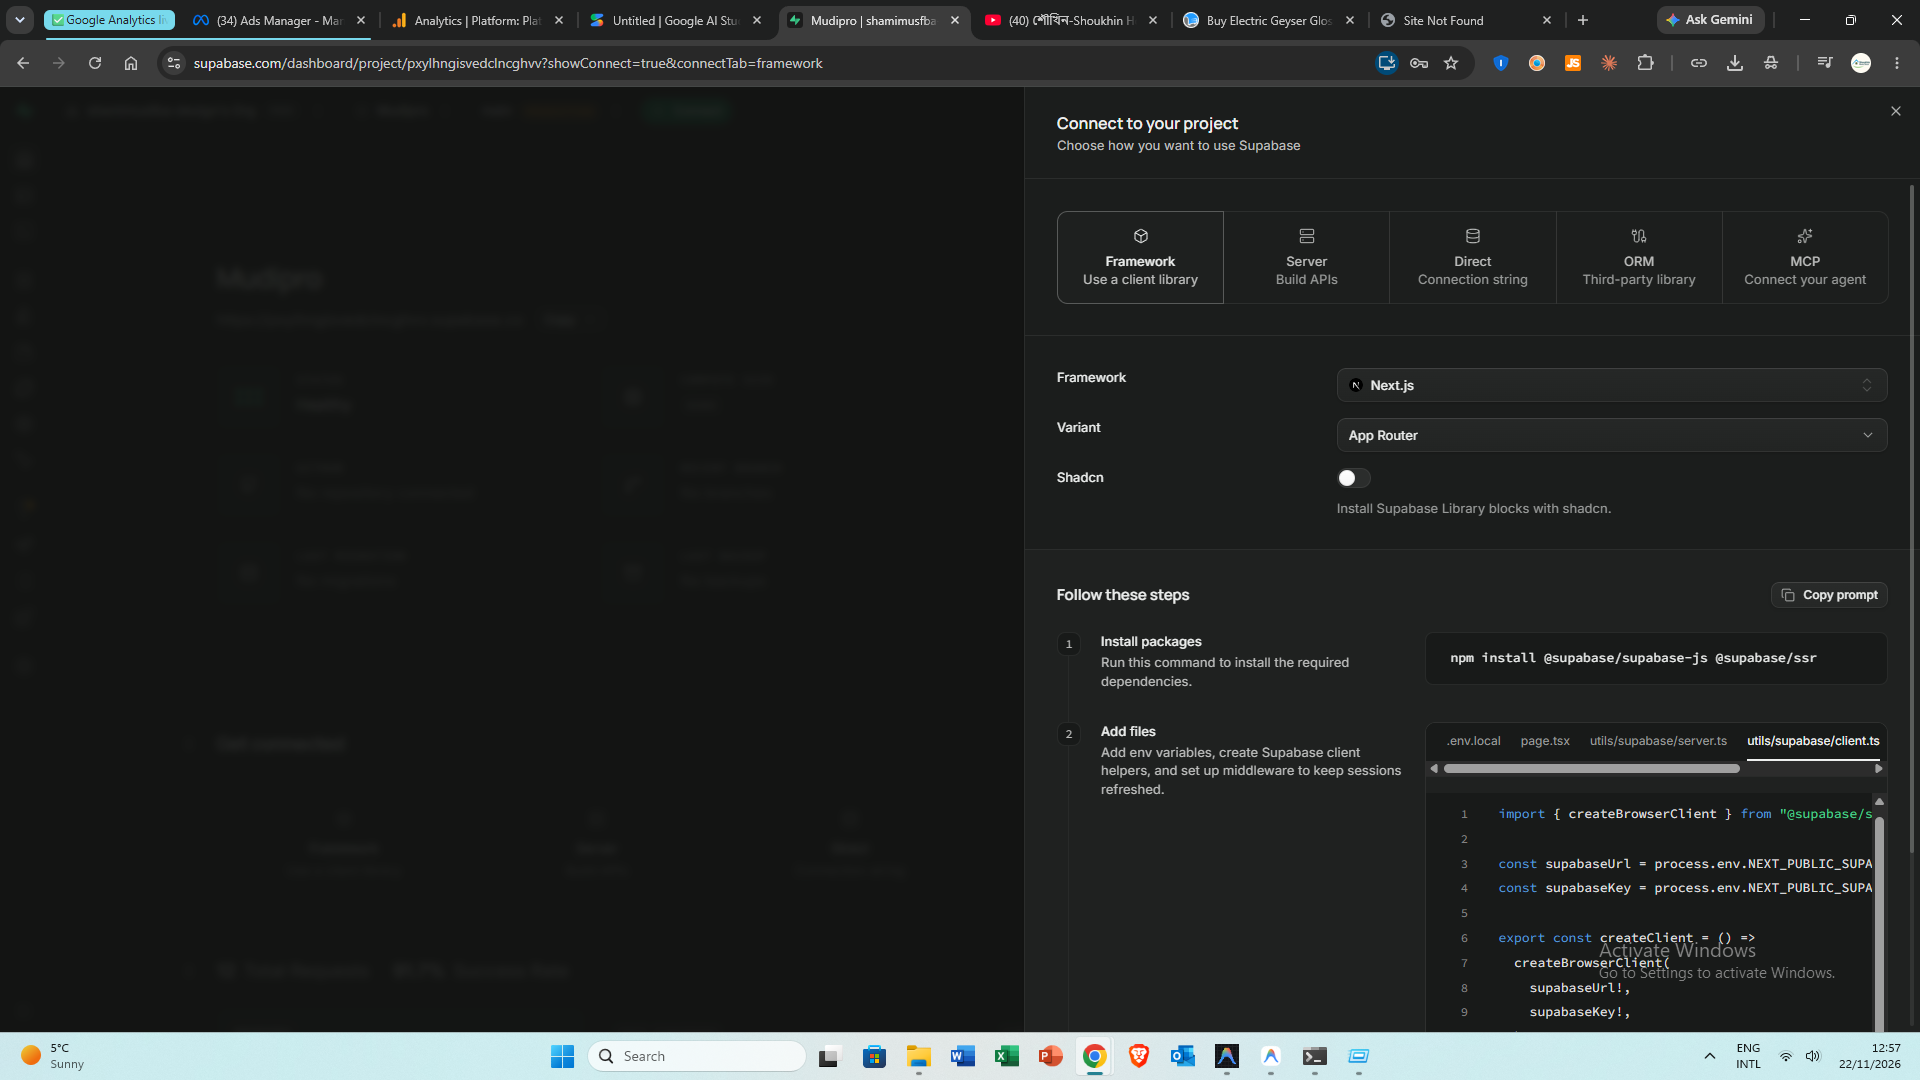 Google Analytics li
(34) Ads Manager - Ma
Analytics | Platform: Plat
Untitled | Google AI Stu
Mudipro | shamimusfba
(40) শৌখিন-Shoukhin H
Buy Electric Geyser Glos
Site Not Found
Ask Gemini
supabase.com/dashboard/project/pxylhngisvedclncghvv?showConnect=true&connectTab=framework
Mudipro
Connect to your project
Choose how you want to use Supabase
Framework
Use a client library
Server
Build APIs
Direct
Connection string
ORM
Third-party library
MCP
Connect your agent
Framework
Next.js
Variant
App Router
Shadcn
Install Supabase Library blocks with shadcn.
Follow these steps
Copy prompt
1
Install packages
Run this command to install the required
dependencies.
npm install @supabase/supabase-js @supabase/ssr
2
Add files
Add env variables, create Supabase client
helpers, and set up middleware to keep sessions
refreshed.
.env.local page.tsx utils/supabase/server.ts utils/supabase/client.ts
1 import { createBrowserClient } from "@supabase/s
2
3 const supabaseUrl = process.env.NEXT_PUBLIC_SUPA
4 const supabaseKey = process.env.NEXT_PUBLIC_SUPA
5
6 export const createClient = () =>
7 createBrowserClient(
8 supabaseUrl!,
9 supabaseKey!,
Activate Windows
Go to Settings to activate Windows.
5°C
Sunny
Search
ENG
INTL
12:57
22/11/2026